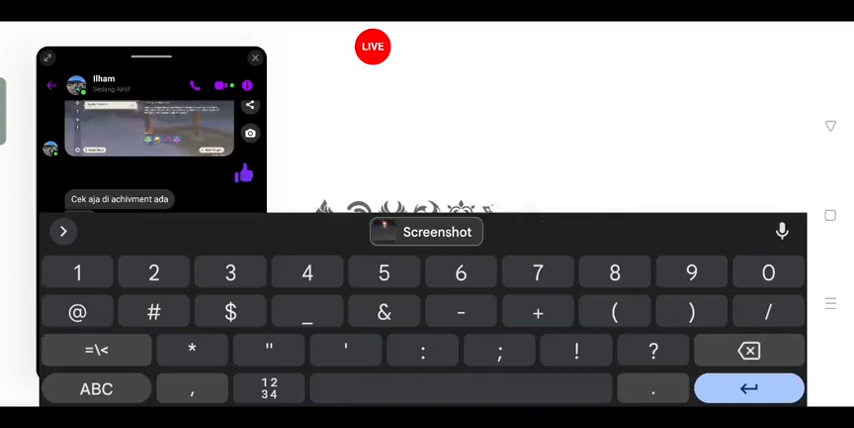 LIVE
Ilham
Sedang Aktif
Cek aja di achivment ada
Screenshot
1 2 3 4 5 6 7 8 9 0
@ # $ _ & - + ( ) /
=\< * " ' : ; ! ?
ABC , 12 34 .